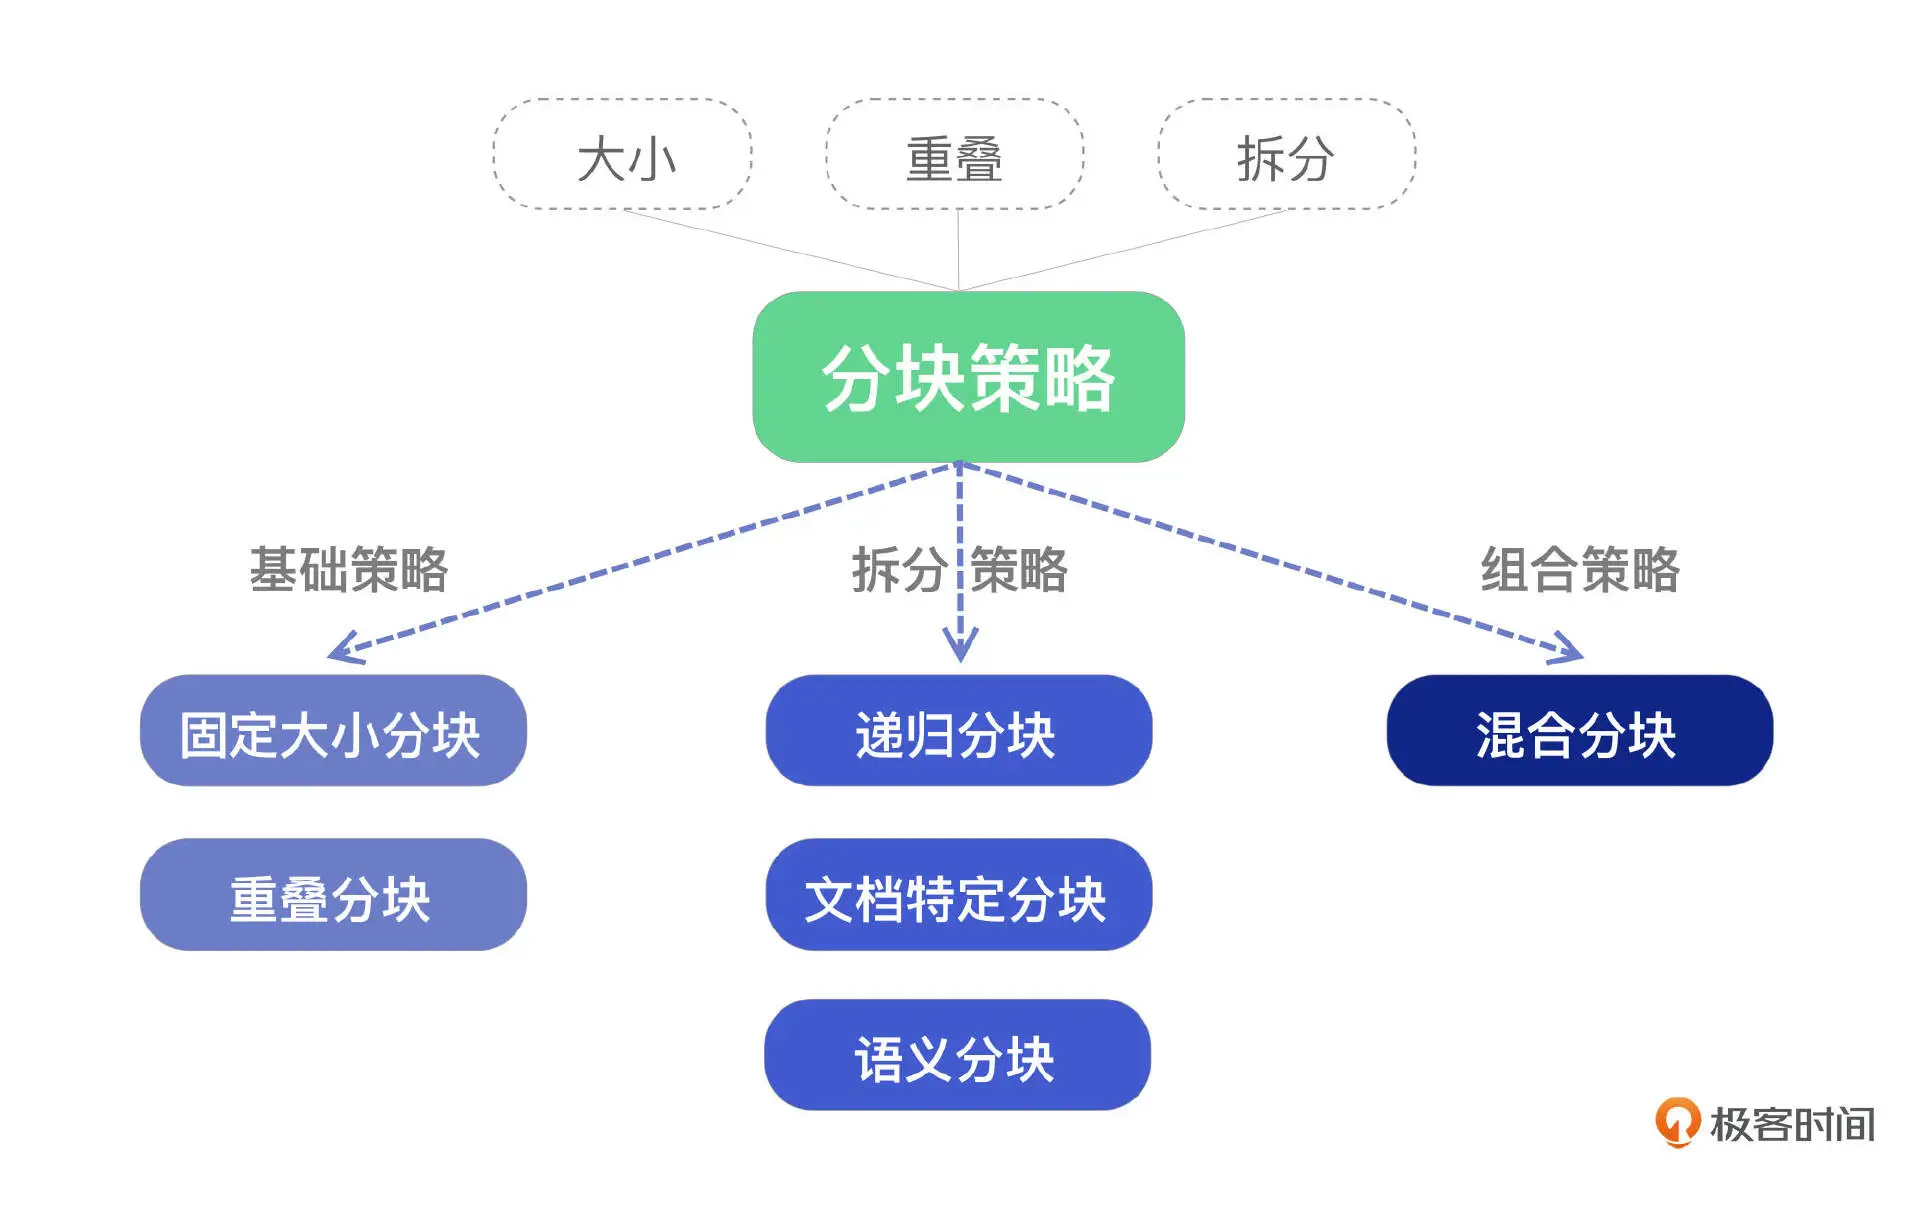 大小
重叠
拆分
分块策略
基础策略
拆分 策略
组合策略
固定大小分块
递归分块
混合分块
重叠分块
文档特定分块
语义分块
极客时间